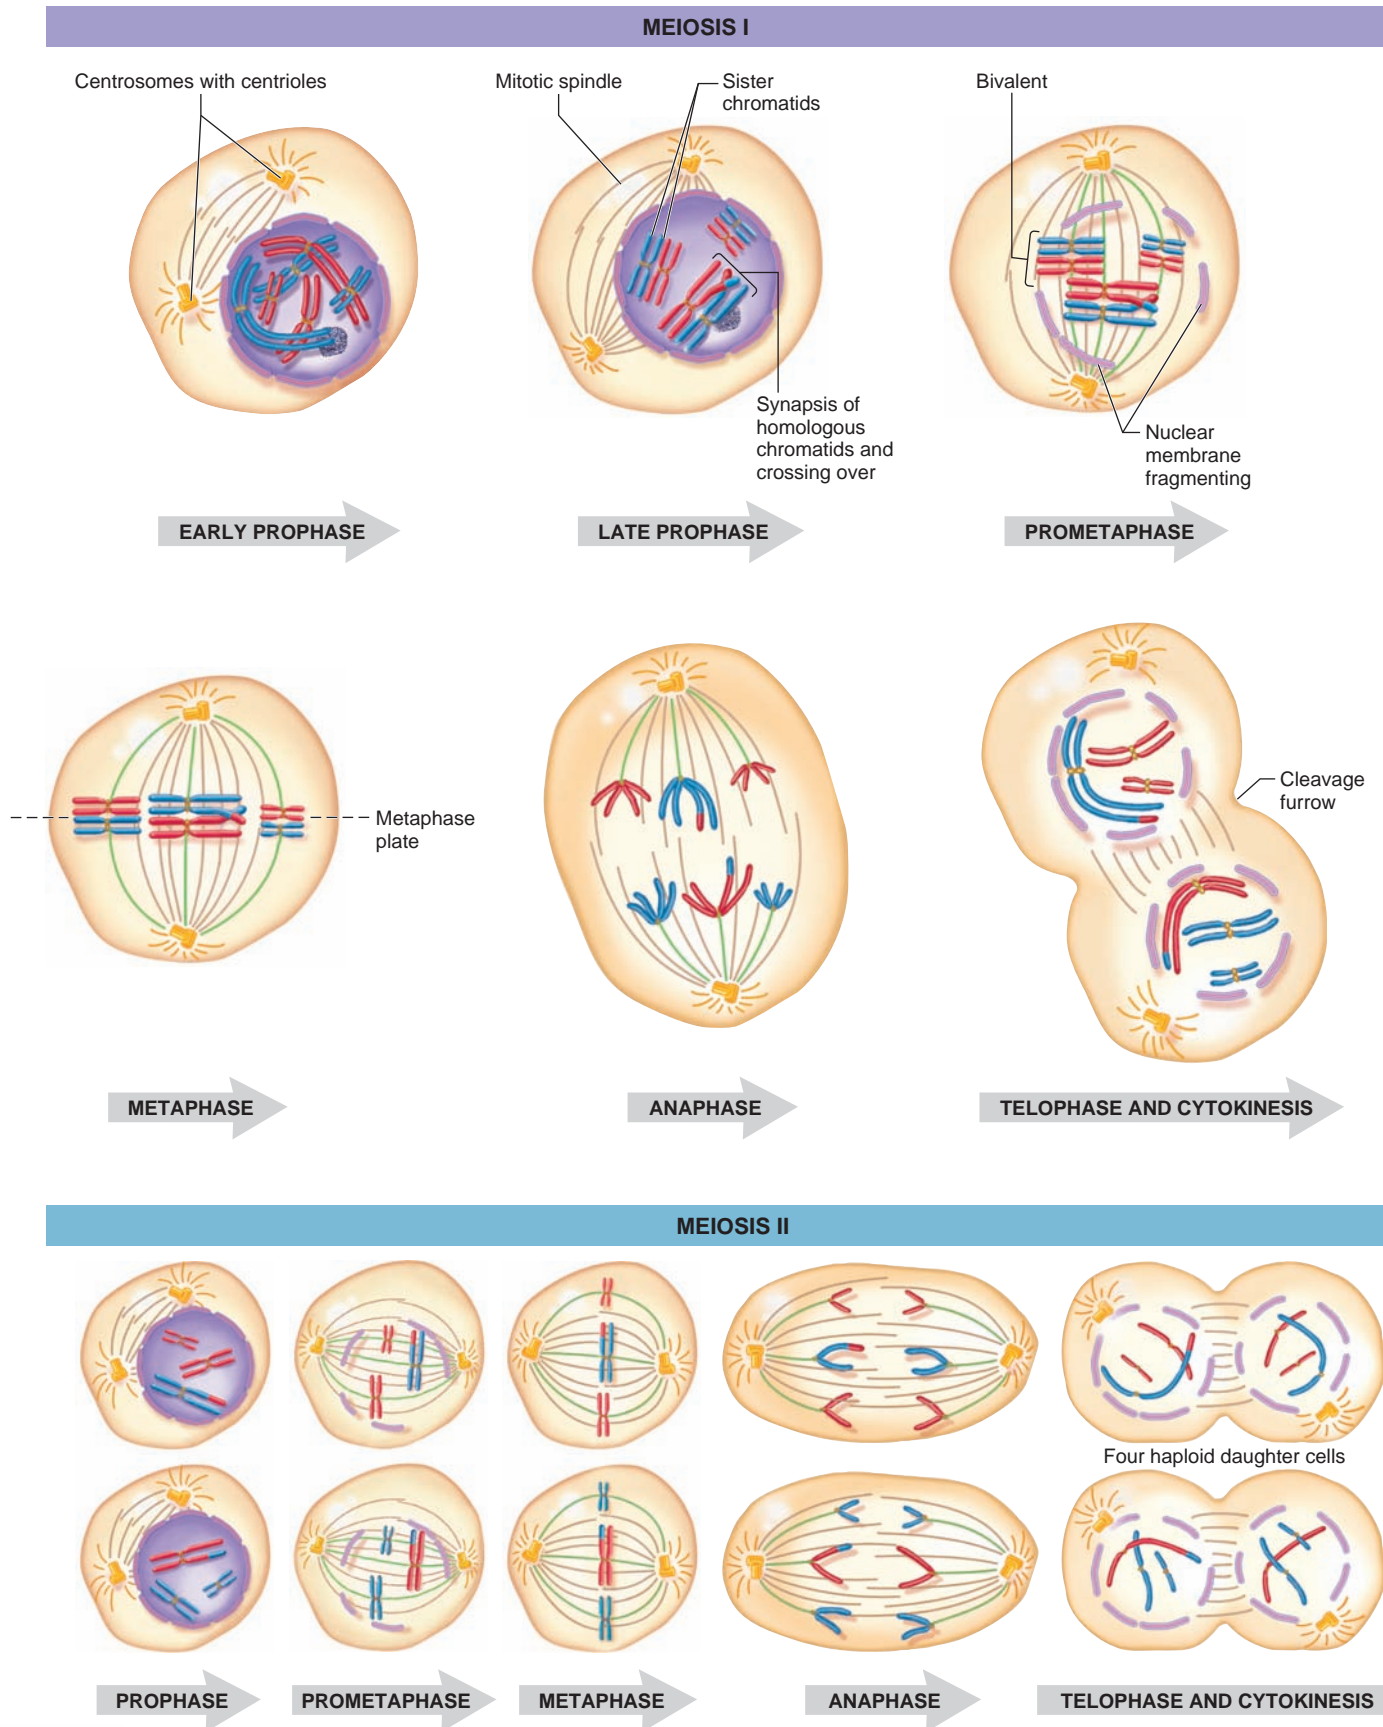 MEIOSIS I
Centrosomes with centrioles
Mitotic spindle
Sister
chromatids
Bivalent
Synapsis of
homologous
chromatids and
crossing over
Nuclear
membrane
fragmenting
EARLY PROPHASE
LATE PROPHASE
PROMETAPHASE
Metaphase
plate
Cleavage
furrow
METAPHASE
ANAPHASE
TELOPHASE AND CYTOKINESIS
MEIOSIS II
Four haploid daughter cells
PROPHASE
PROMETAPHASE
METAPHASE
ANAPHASE
TELOPHASE AND CYTOKINESIS